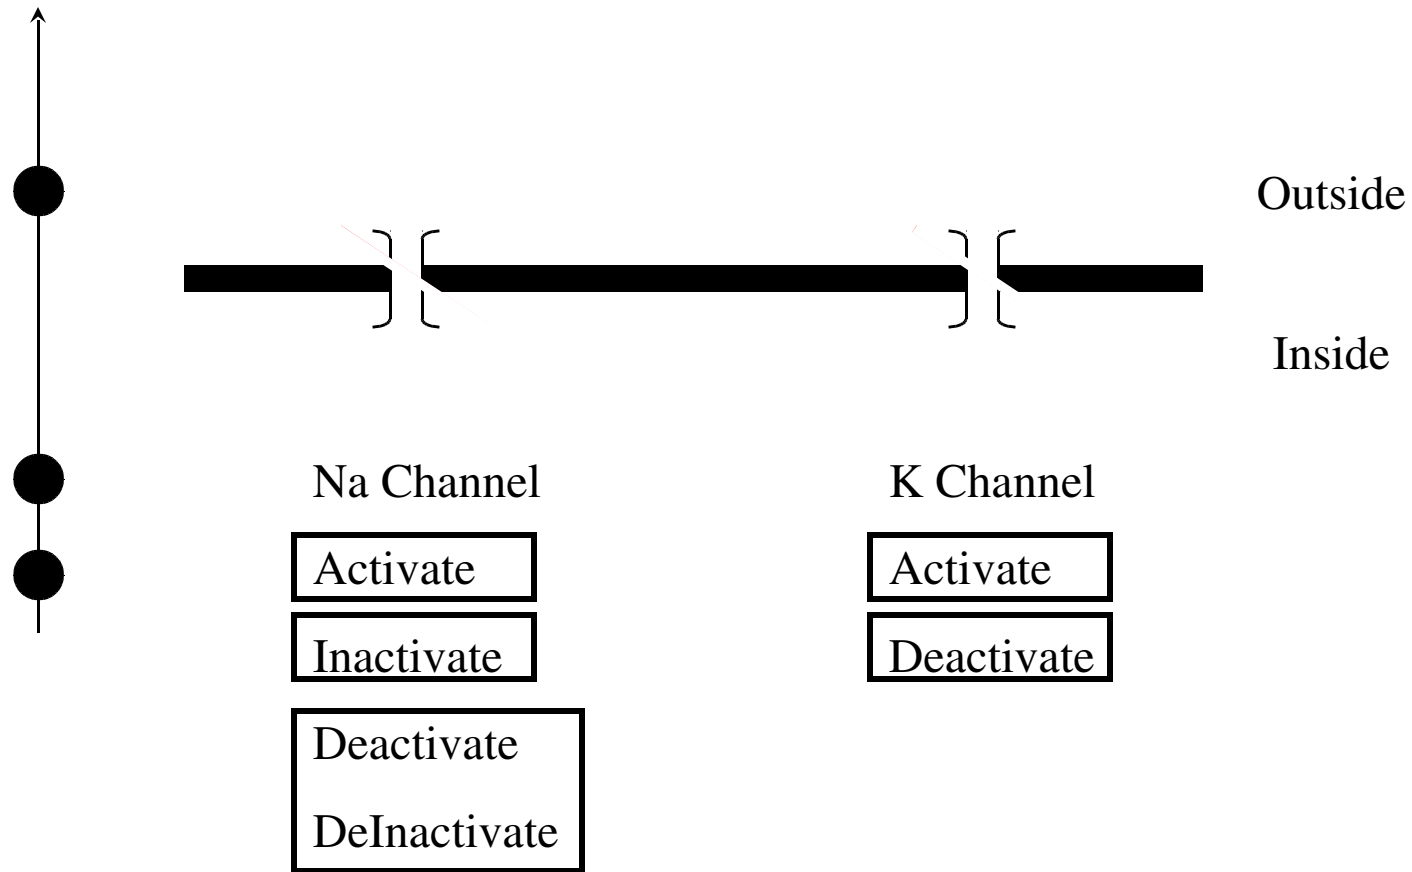 Outside
Inside
Na Channel
K Channel
Activate
Activate
Inactivate
Deactivate
Deactivate
DeInactivate